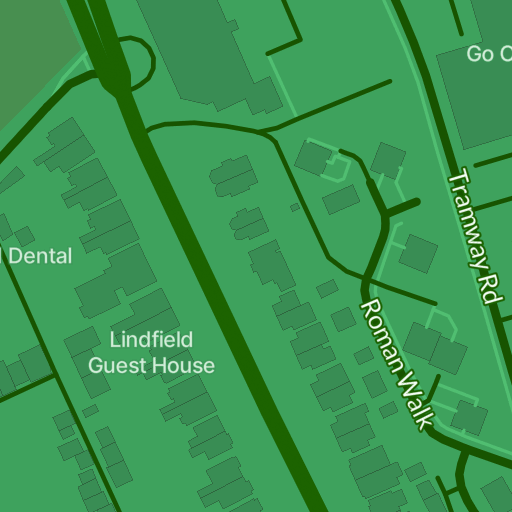 Go C
Tramway Rd
l Dental
Lindfield
Guest House
Roman Walk